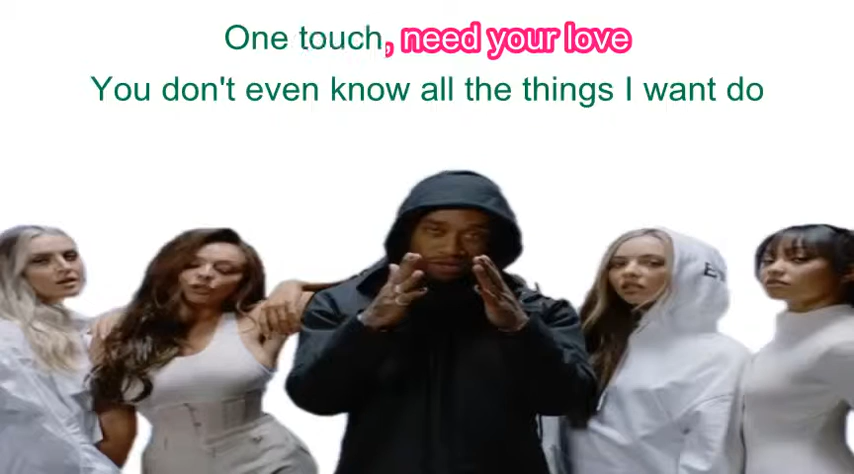 One touch, need your love
You don't even know all the things I want do